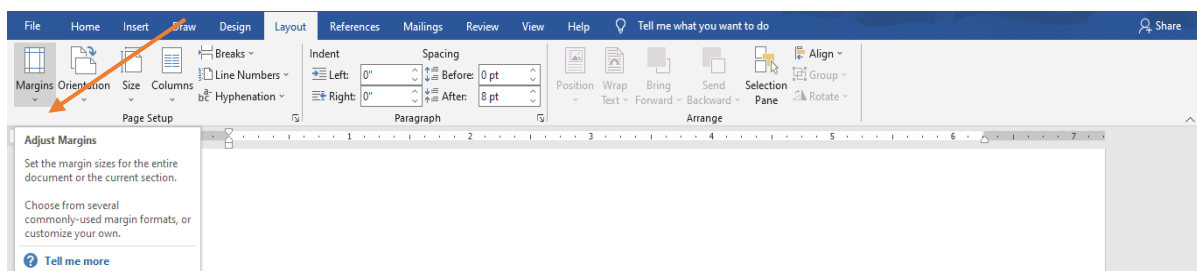 File Home Insert Draw Design Layout References Mailings Review View Help Tell me what you want to do Share
Breaks Indent Spacing Align
Line Numbers Left: 0" Before: 0 pt Group
Margins Orientation Size Columns Position Wrap Bring Send Selection
Hyphenation Right: 0" After: 8 pt Text Forward Backward Pane Rotate
Page Setup Paragraph Arrange
1 2 3 4 5 6 7
Adjust Margins
Set the margin sizes for the entire
document or the current section.
Choose from several
commonly-used margin formats, or
customize your own.
Tell me more